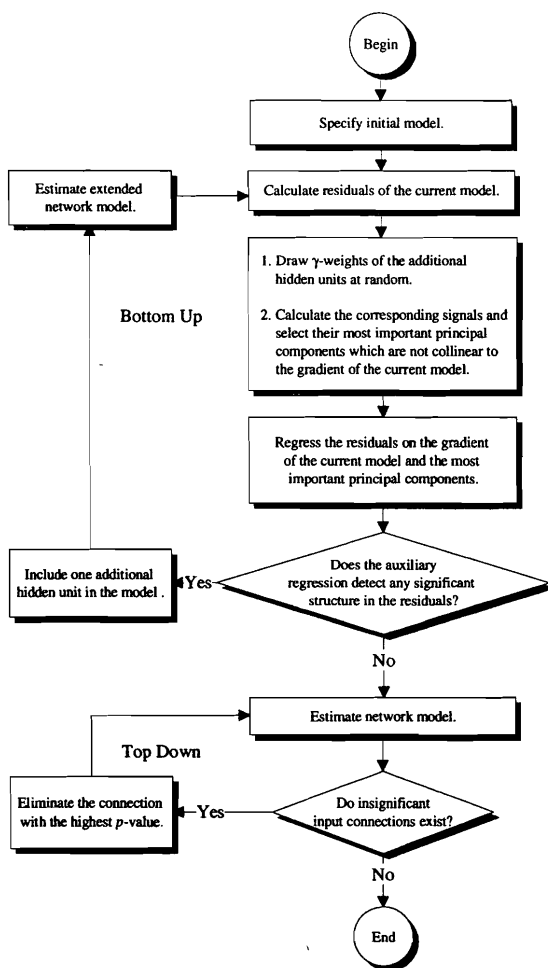 Begin
Specify initial model.
Estimate extended
network model.
Calculate residuals of the current model.
1. Draw γ-weights of the additional
hidden units at random.
2. Calculate the corresponding signals and
select their most important principal
components which are not collinear to
the gradient of the current model.
Bottom Up
Regress the residuals on the gradient
of the current model and the most
important principal components.
Include one additional
hidden unit in the model .
Yes
Does the auxiliary
regression detect any significant
structure in the residuals?
No
Estimate network model.
Top Down
Eliminate the connection
with the highest p-value.
Yes
Do insignificant
input connections exist?
No
End